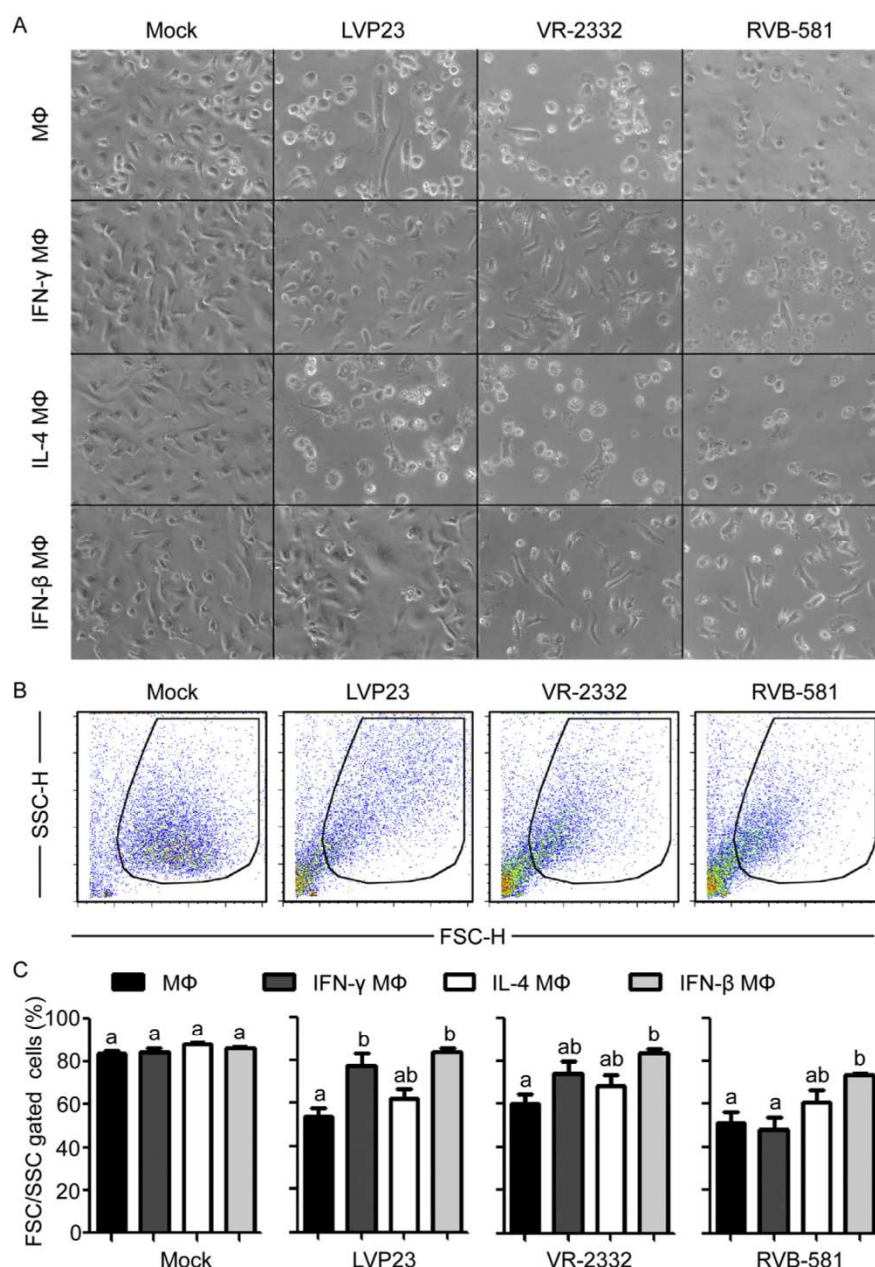 A
Mock LVP23 VR-2332 RVB-581
MΦ
IFN-γ MΦ
IL-4 MΦ
IFN-β MΦ
B
Mock LVP23 VR-2332 RVB-581
SSC-H
FSC-H
C
MΦ IFN-γ MΦ IL-4 MΦ IFN-β MΦ
FSC/SSC gated cells (%)
100
80
60
40
20
0
a a a a
a b ab b
a ab ab b
a a ab b
Mock LVP23 VR-2332 RVB-581